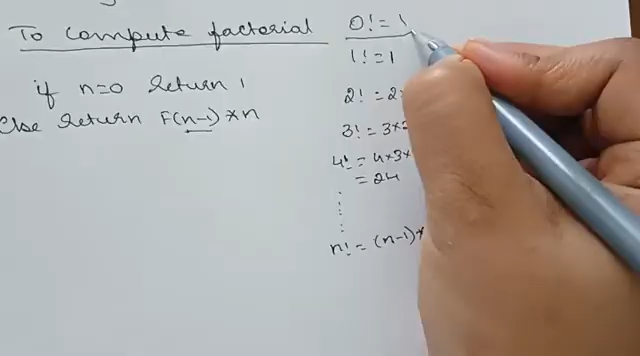 To compute factorial
if n=0 return 1
Else return F(n-1)*n
0! = 1
1! = 1
2! = 2×
3! = 3×2
4! = 4×3×
= 24
n! = (n-1)*